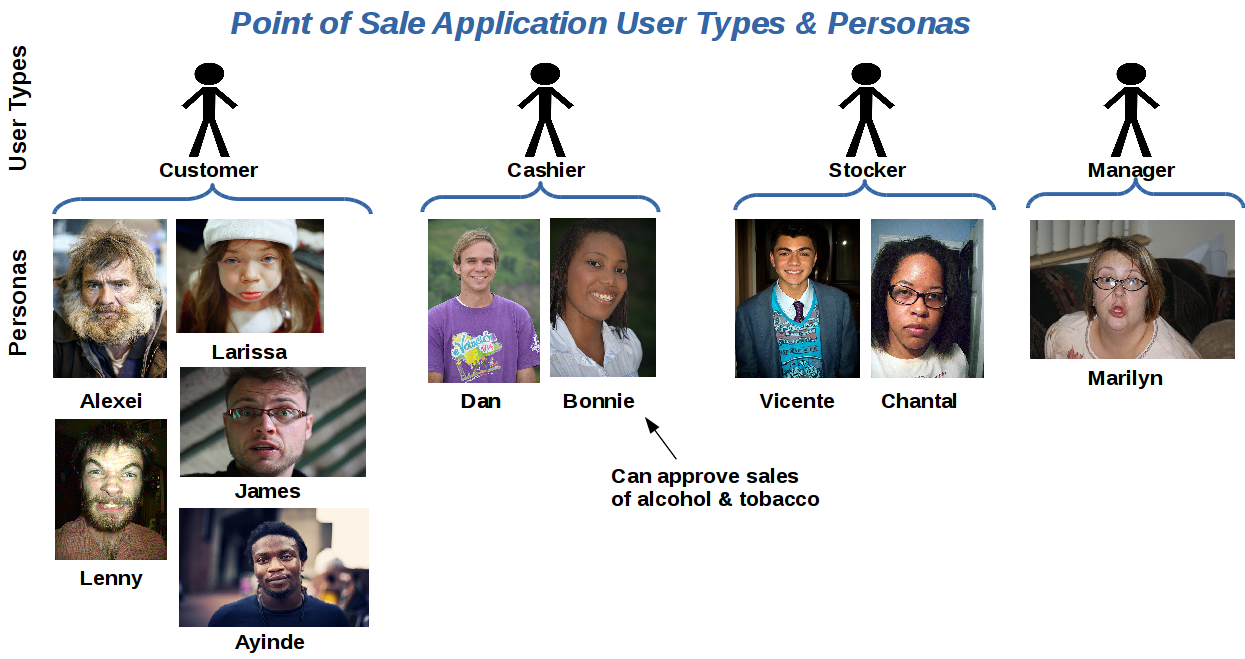 Point of Sale Application User Types & Personas
User Types
Customer
Cashier
Stocker
Manager
Personas
Larissa
Alexei
Dan
Bonnie
Vicente
Chantal
Marilyn
James
Can approve sales
of alcohol & tobacco
Lenny
Ayinde